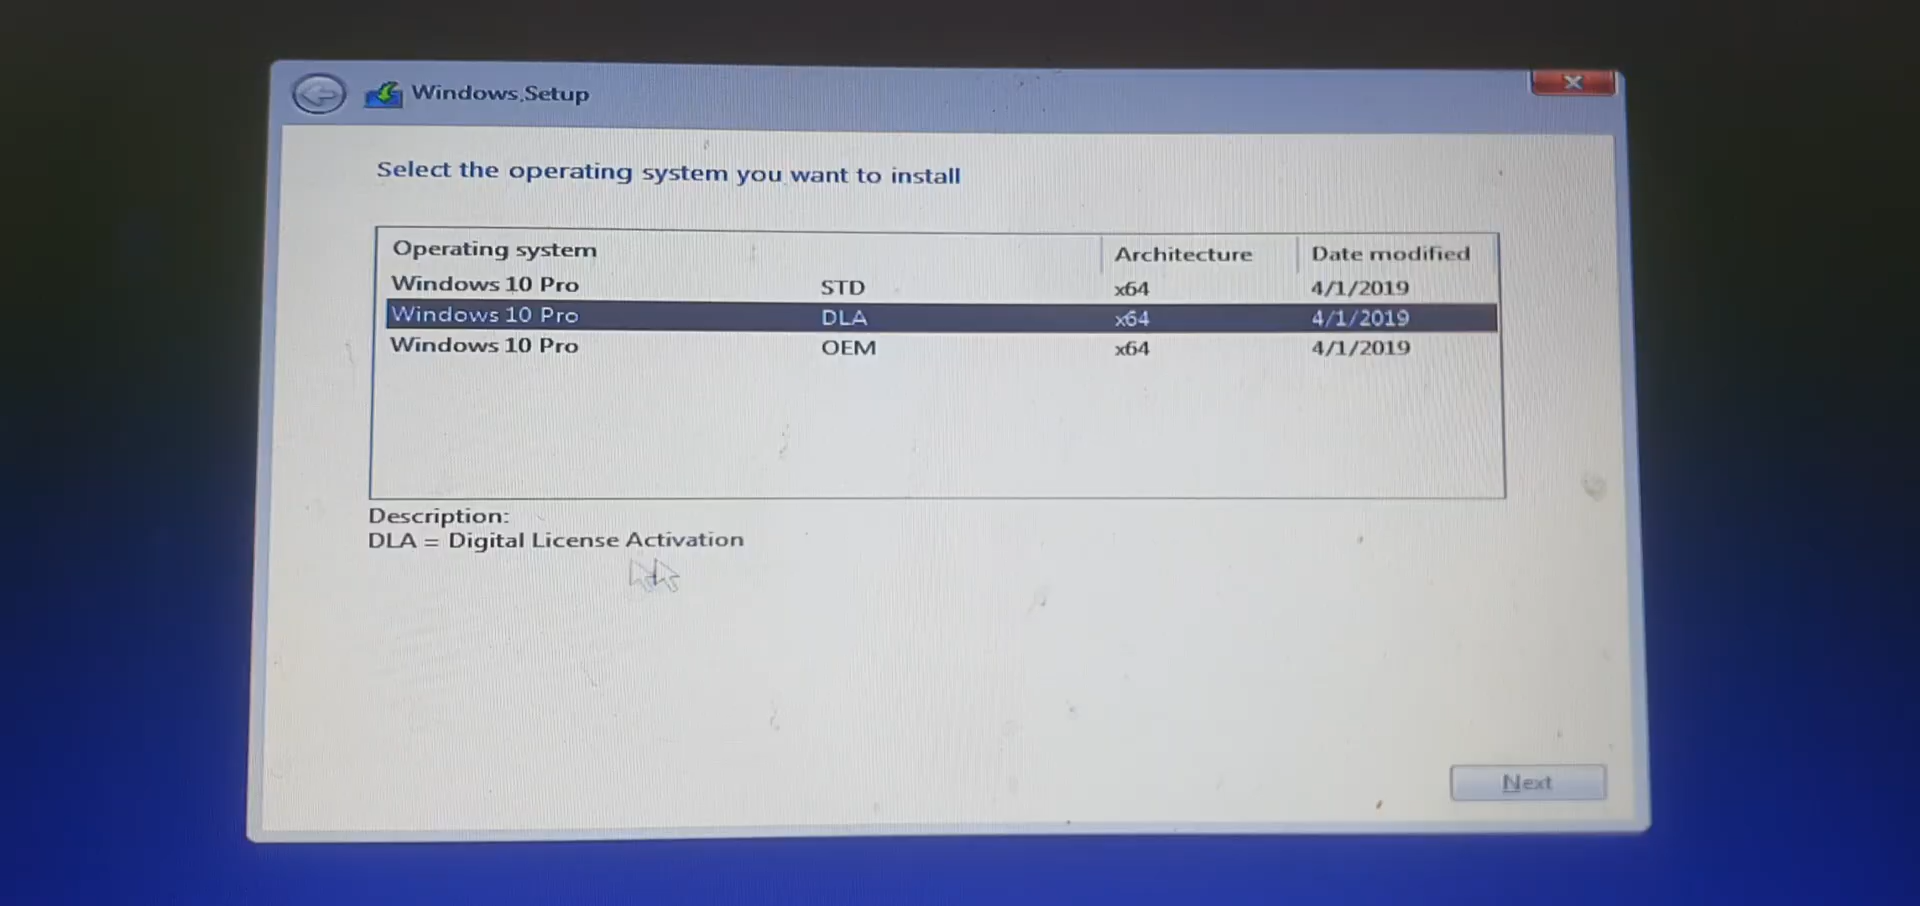 Windows Setup
Select the operating system you want to install
Operating system Architecture Date modified
Windows 10 Pro STD x64 4/1/2019
Windows 10 Pro DLA x64 4/1/2019
Windows 10 Pro OEM x64 4/1/2019
Description:
DLA = Digital License Activation
Next